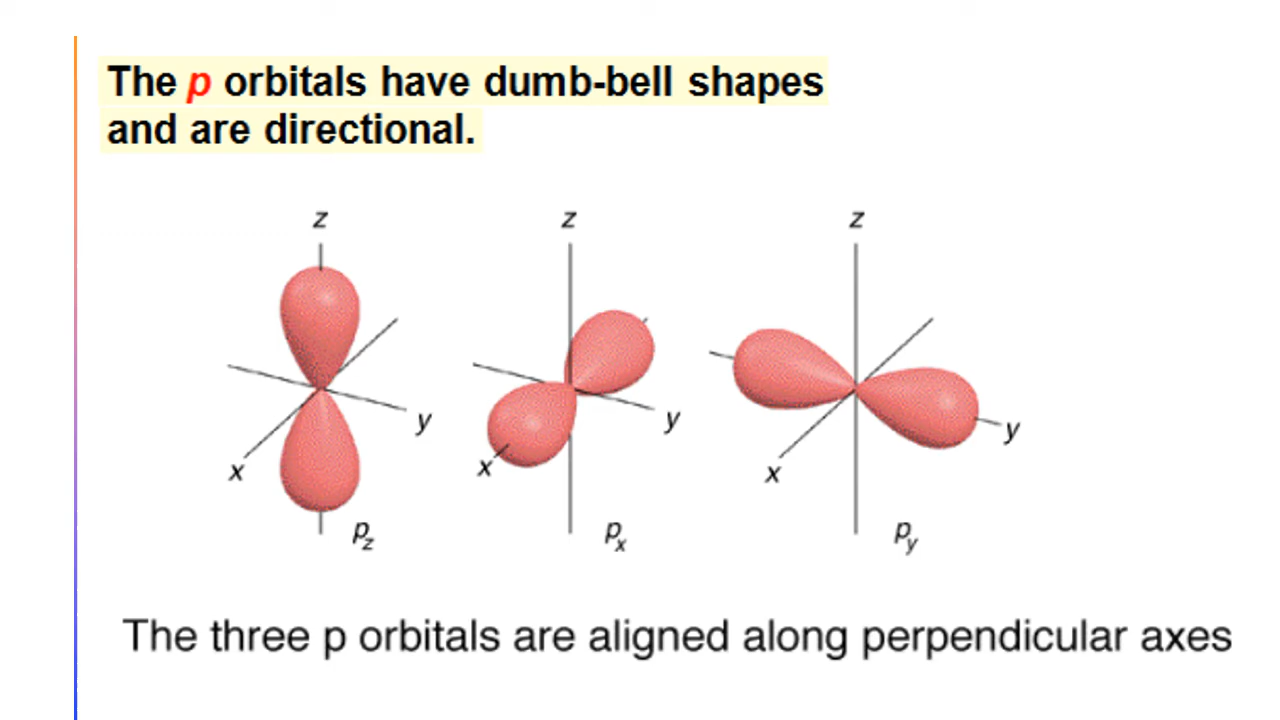 The p orbitals have dumb-bell shapes
and are directional.
z
z
z
y
y
y
x
x
x
pz
px
py
The three p orbitals are aligned along perpendicular axes